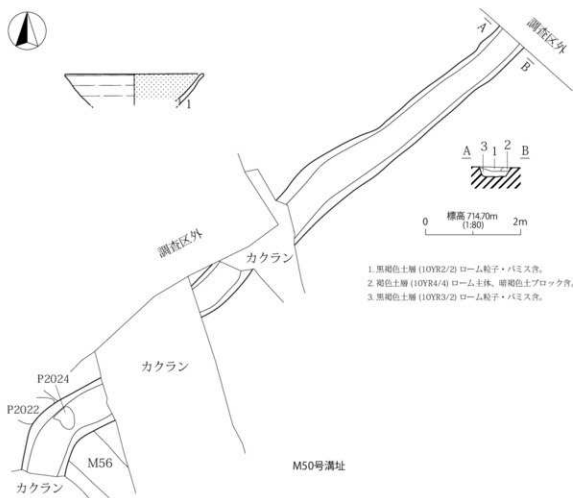 A
B
調査区外
1
A 3 1 2 B
標高 714.70m
(1:80)
0 2m
調査区外
カクラン
1. 黒褐色土層 (10YR2/2) ローム粒子・パミス含。
2. 褐色土層 (10YR4/4) ローム主体、暗褐色土ブロック含。
3. 黒褐色土層 (10YR3/2) ローム粒子・パミス含。
カクラン
P2024
P2022
M56
カクラン
M50号溝址